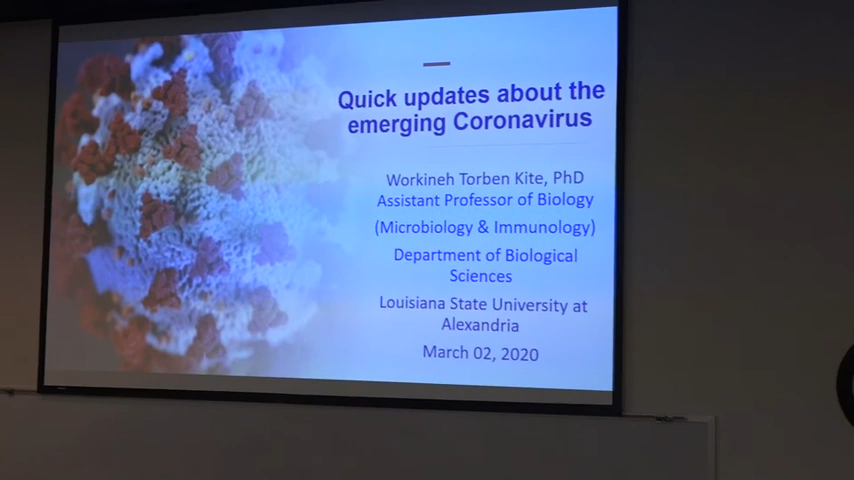 Quick updates about the
emerging Coronavirus
Workineh Torben Kite, PhD
Assistant Professor of Biology
(Microbiology & Immunology)
Department of Biological
Sciences
Louisiana State University at
Alexandria
March 02, 2020